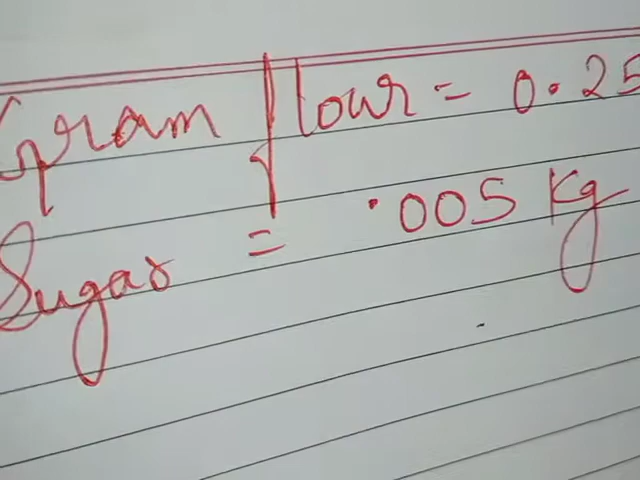 Gram flour = 0.25
Sugar = .005 Kg